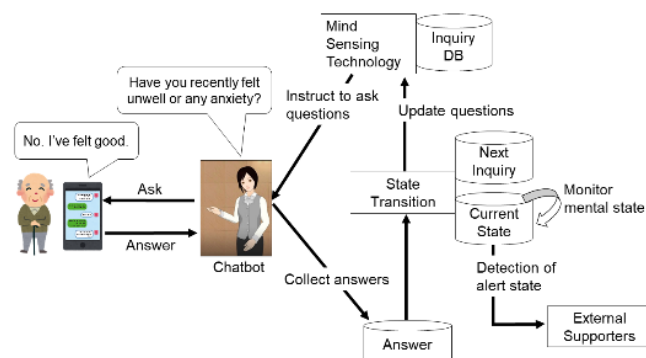 Mind
Sensing
Technology
Inquiry
DB
Have you recently felt
unwell or any anxiety?
Instruct to ask
questions
Update questions
No. I've felt good.
Next
Inquiry
Ask
State
Transition
Monitor
mental state
Current
State
Answer
Chatbot
Collect answers
Detection of
alert state
Answer
External
Supporters